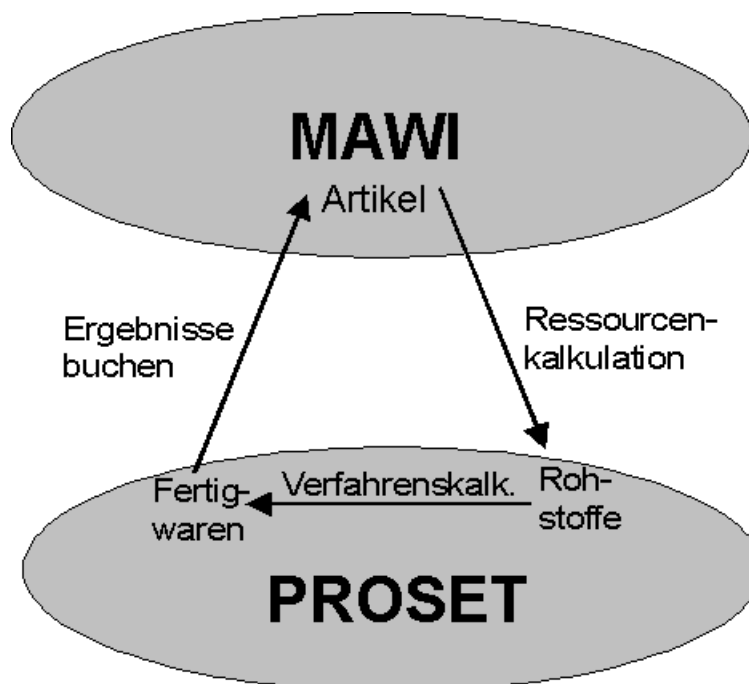 MAWI
Artikel
Ergebnisse
buchen
Ressourcen-
kalkulation
Fertig-
waren
Verfahrenskalk.
Roh-
stoffe
PROSET